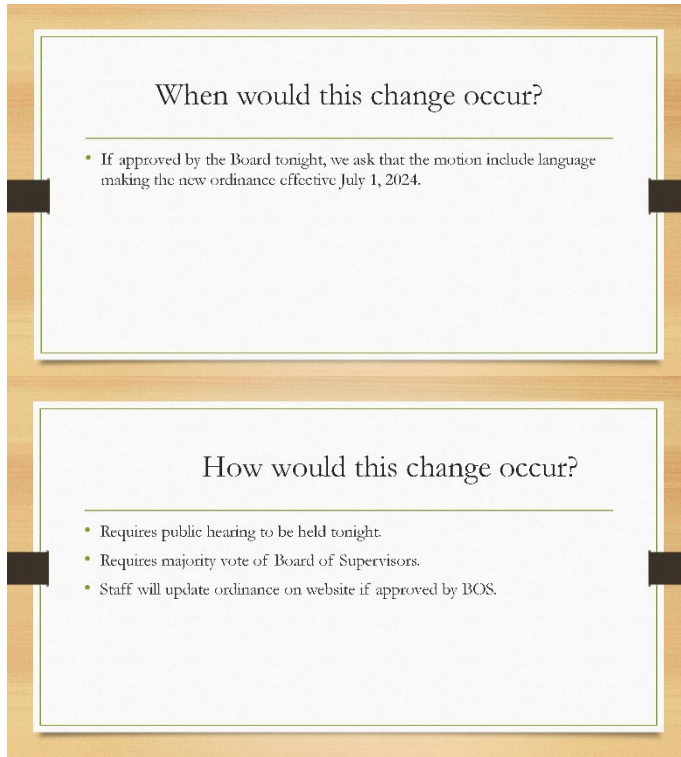 When would this change occur?
• If approved by the Board tonight, we ask that the motion include language
making the new ordinance effective July 1, 2024.
How would this change occur?
• Requires public hearing to be held tonight.
• Requires majority vote of Board of Supervisors.
• Staff will update ordinance on website if approved by BOS.